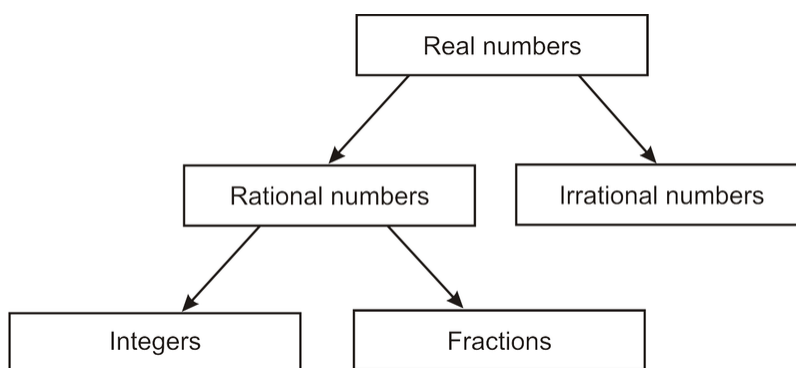 Real numbers
Rational numbers
Irrational numbers
Integers
Fractions